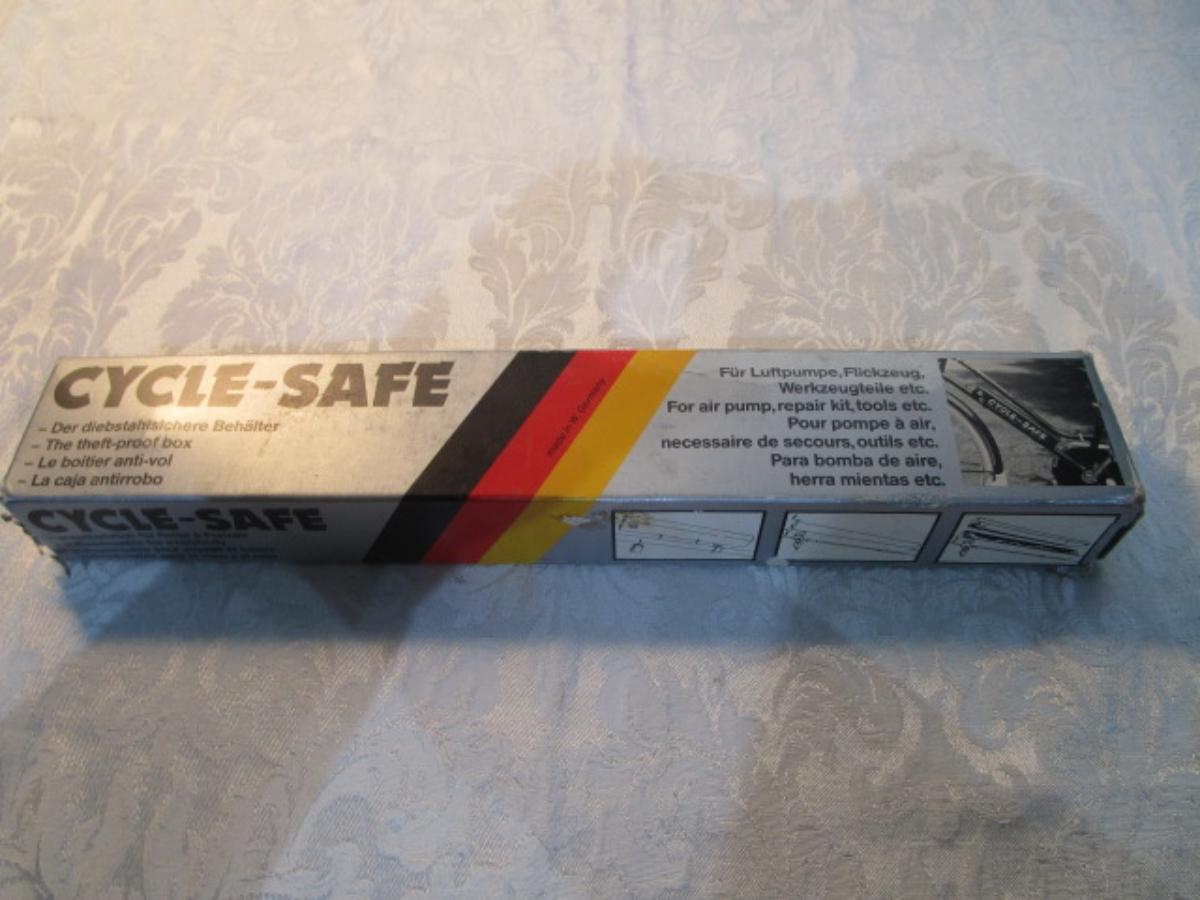 CYCLE-SAFE
– Der diebstahlsichere Behälter
– The theft-proof box
– Le boîtier anti-vol
– La caja antirrobo
made in W. Germany
Für Luftpumpe, Flickzeug,
Werkzeugteile etc.
For air pump, repair kit, tools etc.
Pour pompe à air,
necessaire de secours, outils etc.
Para bomba de aire,
herra mientas etc.
CYCLE-SAFE
CYCLE-SAFE